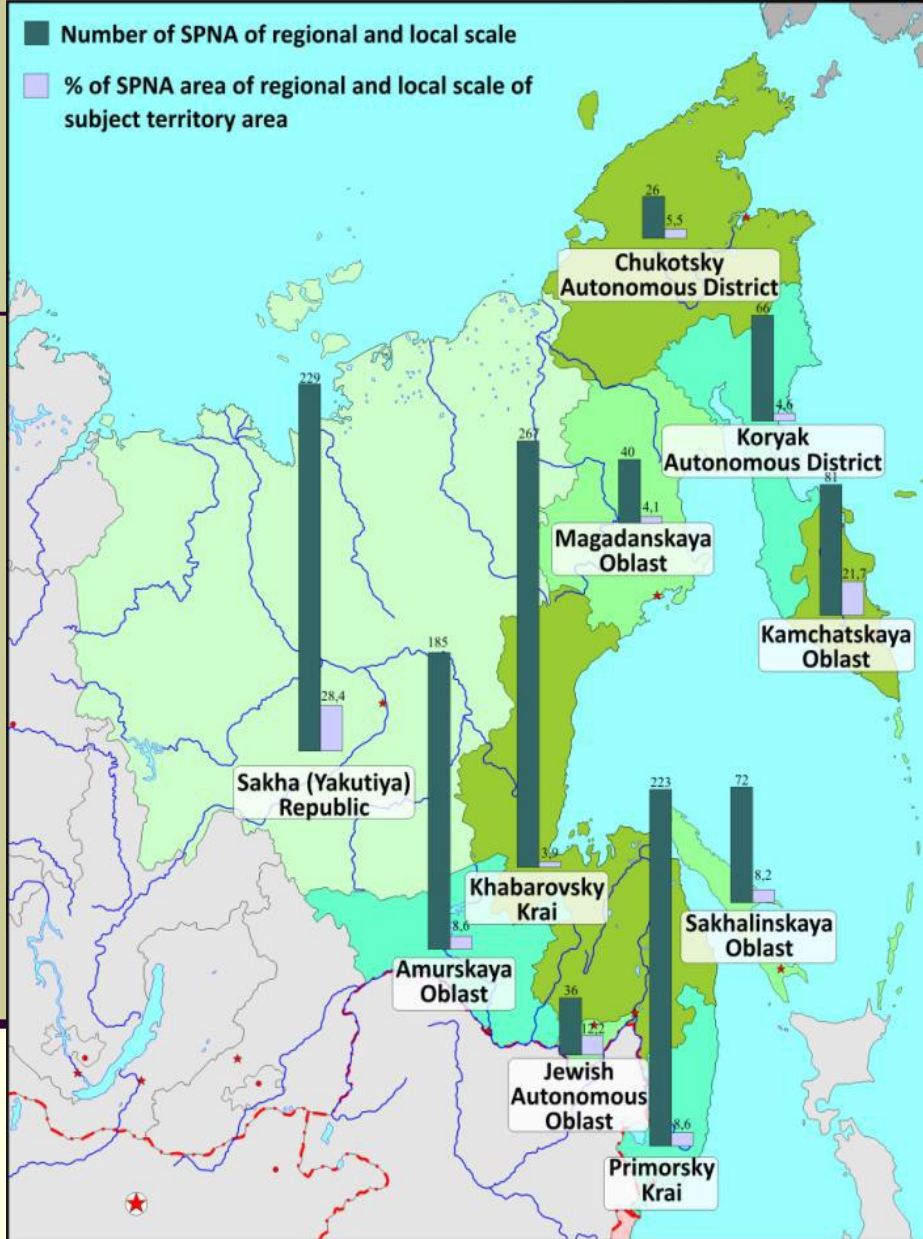 Number of SPNA of regional and local scale
% of SPNA area of regional and local scale of
subject territory area
26
5,5
Chukotsky
Autonomous District
66
4,6
Koryak
Autonomous District
229
28,4
Sakha (Yakutiya)
Republic
267
3,9
Khabarovsky
Krai
40
4,1
Magadanskaya
Oblast
81
21,7
Kamchatskaya
Oblast
185
8,6
Amurskaya
Oblast
223
8,6
Primorsky
Krai
72
8,2
Sakhalinskaya
Oblast
36
12,2
Jewish
Autonomous
Oblast